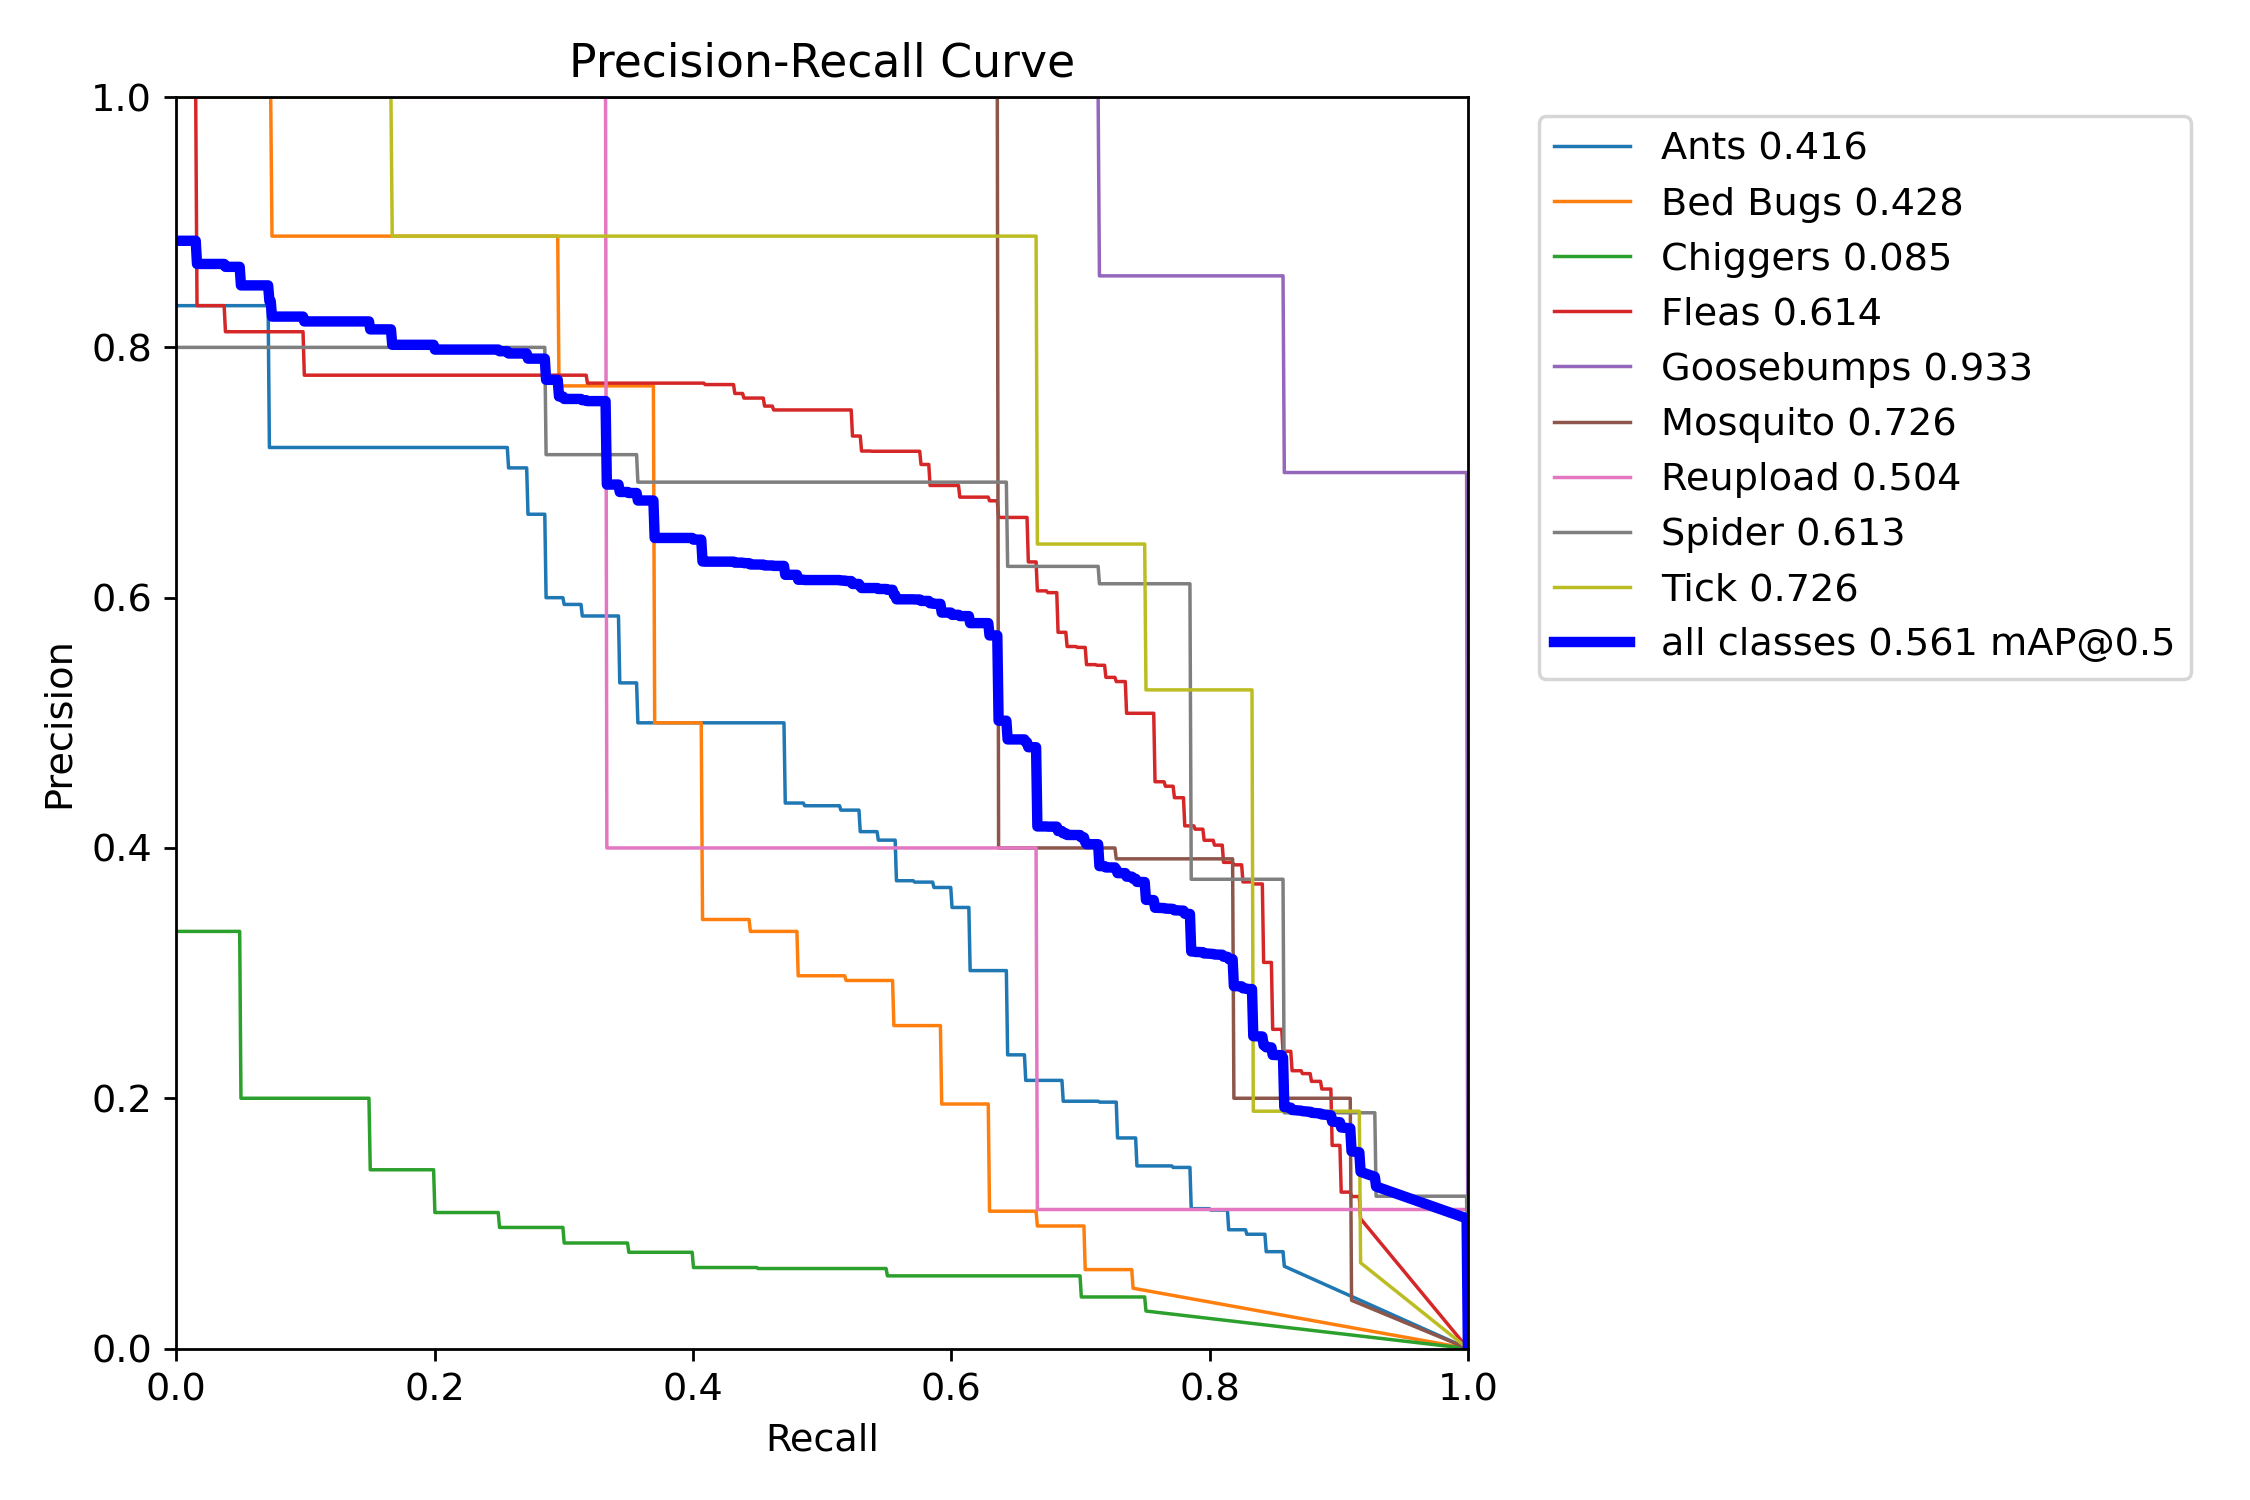 Precision-Recall Curve
1.0
0.8
0.6
0.4
0.2
0.0
Precision
0.0 0.2 0.4 0.6 0.8 1.0
Recall
Ants 0.416
Bed Bugs 0.428
Chiggers 0.085
Fleas 0.614
Goosebumps 0.933
Mosquito 0.726
Reupload 0.504
Spider 0.613
Tick 0.726
all classes 0.561 mAP@0.5